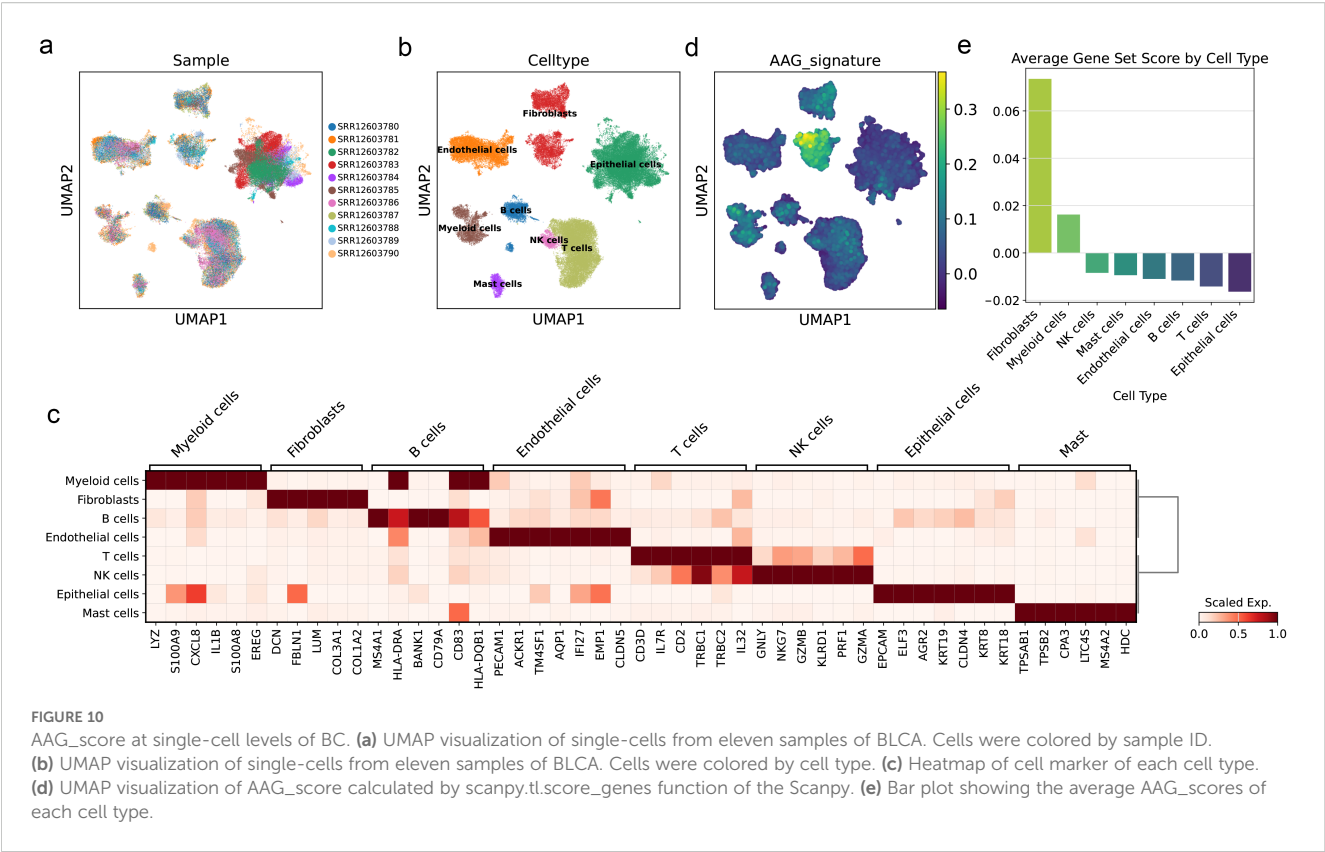 a
Sample
UMAP2
UMAP1
SRR12603780
SRR12603781
SRR12603782
SRR12603783
SRR12603784
SRR12603785
SRR12603786
SRR12603787
SRR12603788
SRR12603789
SRR12603790
b
Celltype
Fibroblasts
Endothelial cells
Epithelial cells
B cells
Myeloid cells
NK cells
T cells
Mast cells
UMAP2
UMAP1
d
AAG_signature
UMAP2
UMAP1
0.3
0.2
0.1
0.0
e
Average Gene Set Score by Cell Type
0.06
0.04
0.02
0.00
−0.02
Fibroblasts
Myeloid cells
NK cells
Mast cells
Endothelial cells
B cells
T cells
Epithelial cells
Cell Type
c
Myeloid cells
Fibroblasts
B cells
Endothelial cells
T cells
NK cells
Epithelial cells
Mast
Myeloid cells
Fibroblasts
B cells
Endothelial cells
T cells
NK cells
Epithelial cells
Mast cells
LYZ
S100A9
CXCL8
IL1B
S100A8
EREG
DCN
FBLN1
LUM
COL3A1
COL1A2
MS4A1
HLA-DRA
BANK1
CD79A
CD83
HLA-DQB1
PECAM1
ACKR1
TM4SF1
AQP1
IFI27
EMP1
CLDN5
CD3D
IL7R
CD2
TRBC1
TRBC2
IL32
GNLY
NKG7
GZMB
KLRD1
PRF1
GZMA
EPCAM
ELF3
AGR2
KRT19
CLDN4
KRT8
KRT18
TPSAB1
TPSB2
CPA3
LTC4S
MS4A2
HDC
Scaled Exp.
0.0 0.5 1.0
FIGURE 10
AAG_score at single-cell levels of BC. (a) UMAP visualization of single-cells from eleven samples of BLCA. Cells were colored by sample ID.
(b) UMAP visualization of single-cells from eleven samples of BLCA. Cells were colored by cell type. (c) Heatmap of cell marker of each cell type.
(d) UMAP visualization of AAG_score calculated by scanpy.tl.score_genes function of the Scanpy. (e) Bar plot showing the average AAG_scores of
each cell type.